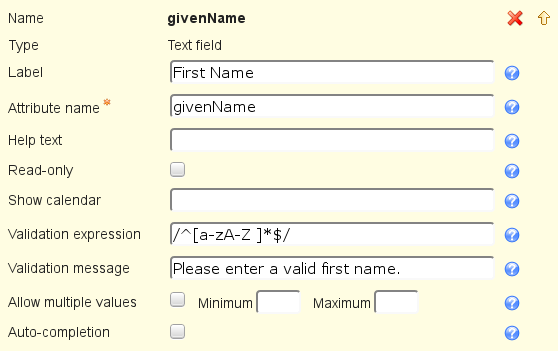 Name givenName
Type Text field
Label First Name ?
Attribute name * givenName ?
Help text ?
Read-only ?
Show calendar ?
Validation expression /^[a-zA-Z ]*$/ ?
Validation message Please enter a valid first name. ?
Allow multiple values Minimum Maximum ?
Auto-completion ?